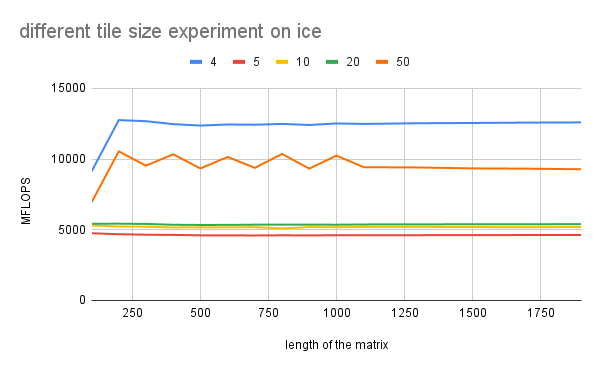 different tile size experiment on ice
4 5 10 20 50
15000
10000
5000
0
MFLOPS
250 500 750 1000 1250 1500 1750
length of the matrix